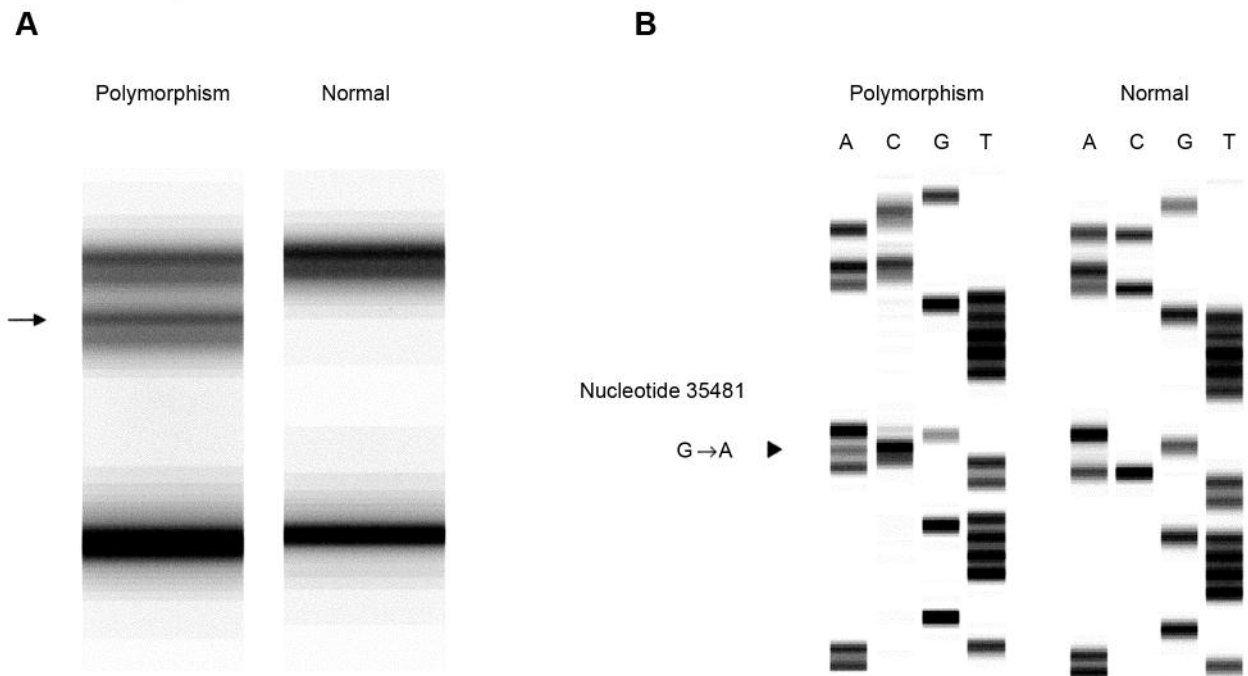 A
B
Polymorphism
Normal
Polymorphism
Normal
A C G T
A C G T
Nucleotide 35481
G→A